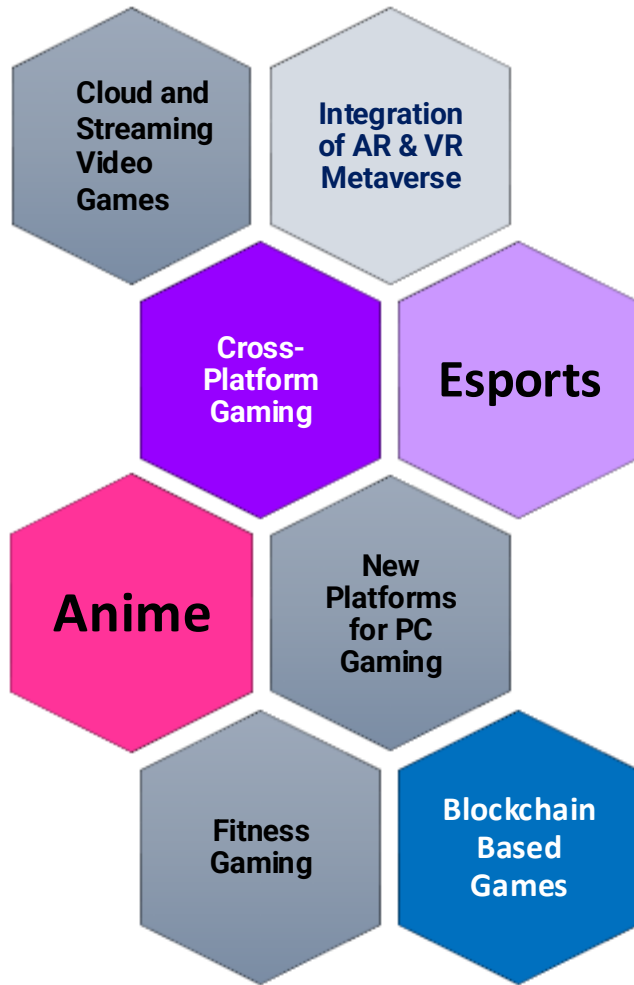 Cloud and
Streaming
Video
Games
Integration
of AR & VR
Metaverse
Cross-
Platform
Gaming
Esports
Anime
New
Platforms
for PC
Gaming
Fitness
Gaming
Blockchain
Based
Games